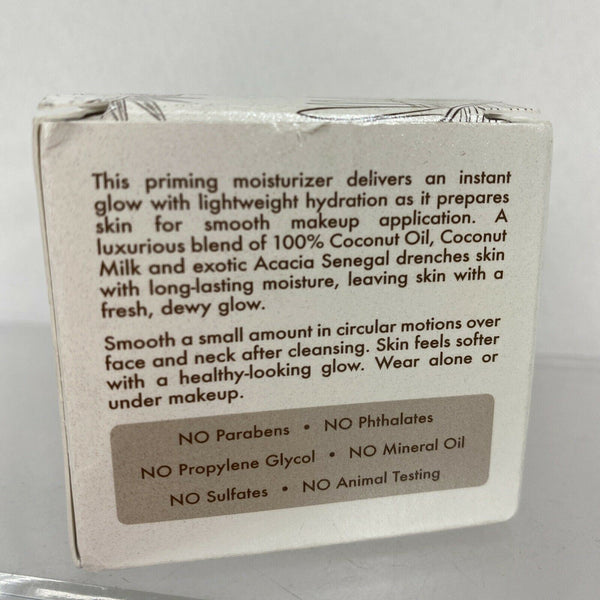 This priming moisturizer delivers an instant
glow with lightweight hydration as it prepares
skin for smooth makeup application. A
luxurious blend of 100% Coconut Oil, Coconut
Milk and exotic Acacia Senegal drenches skin
with long-lasting moisture, leaving skin with a
fresh, dewy glow.
Smooth a small amount in circular motions over
face and neck after cleansing. Skin feels softer
with a healthy-looking glow. Wear alone or
under makeup.
NO Parabens • NO Phthalates
NO Propylene Glycol • NO Mineral Oil
NO Sulfates • NO Animal Testing